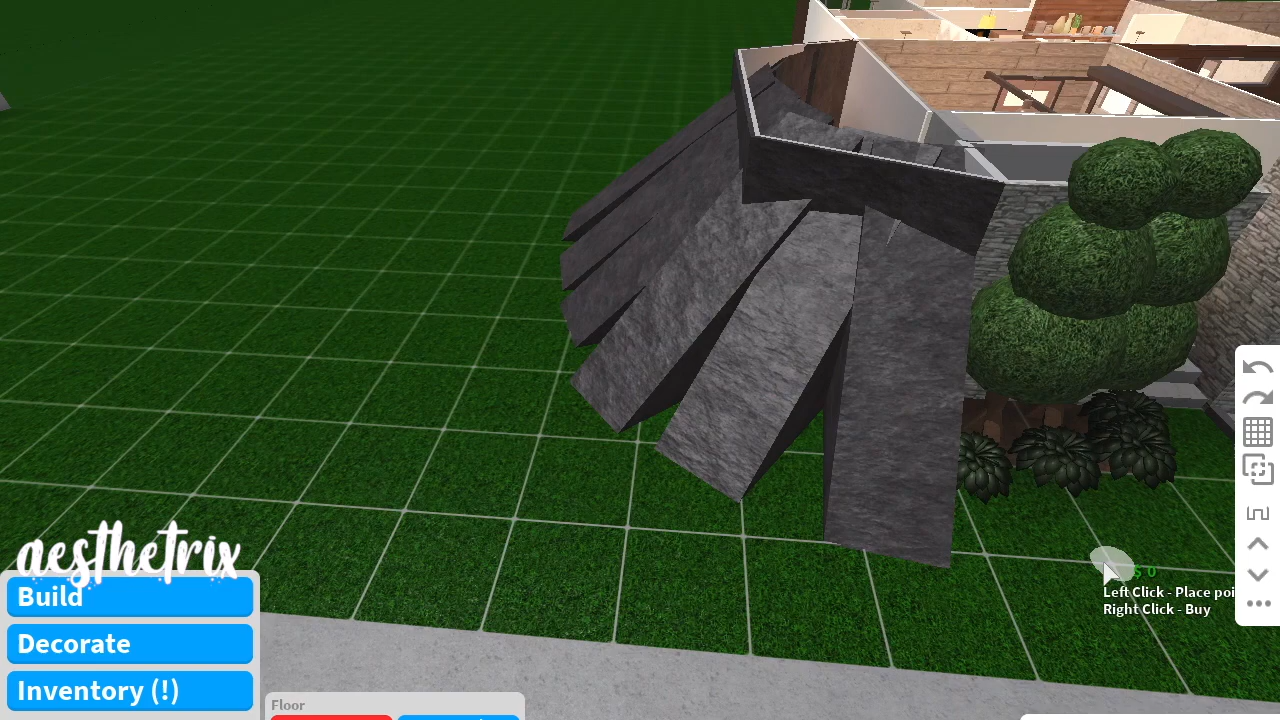 $ 0
Left Click - Place poi
Right Click - Buy
aesthetrix
Build
Decorate
Inventory (!)
Floor